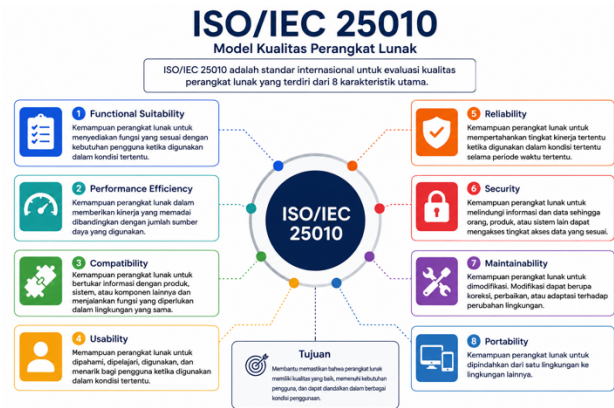 ISO/IEC 25010
Model Kualitas Perangkat Lunak
ISO/IEC 25010 adalah standar internasional untuk evaluasi kualitas
perangkat lunak yang terdiri dari 8 karakteristik utama.
1 Functional Suitability
Kemampuan perangkat lunak untuk
menyediakan fungsi yang sesuai dengan
kebutuhan pengguna ketika digunakan
dalam kondisi tertentu.
2 Performance Efficiency
Kemampuan perangkat lunak dalam
memberikan kinerja yang memadai
dibandingkan dengan jumlah sumber
daya yang digunakan.
3 Compatibility
Kemampuan perangkat lunak untuk
bertukar informasi dengan produk,
sistem, atau komponen lainnya dan
menjalankan fungsi yang diperlukan
dalam lingkungan yang sama.
4 Usability
Memampuan perangkat lunak untuk
dipahami, dipelajari, digunakan, dan
menarik bagi pengguna ketika digunakan
dalam kondisi tertentu.
ISO/IEC
25010
Tujuan
Membantu memastikan bahwa perangkat lunak
memiliki kualitas yang baik, memenuhi kebutuhan
pengguna, dan dapat diandalkan dalam berbagai
kondisi penggunaan.
5 Reliability
Kemampuan perangkat lunak untuk
mempertahankan tingkat kinerja tertentu
ketika digunakan dalam kondisi tertentu
selama periode waktu tertentu.
6 Security
Kemampuan perangkat lunak untuk
melindungi informasi dan data sehingga
orang, produk, atau sistem lain dapat
mengakses tingkat akses data yang sesuai.
7 Maintainability
Kemampuan perangkat lunak untuk
dimodifikasi. Modifikasi dapat berupa
koreksi, perbaikan, atau adaptasi terhadap
perubahan lingkungan.
8 Portability
Kemampuan perangkat lunak untuk
dipindahkan dari satu lingkungan ke
lingkungan lainnya.